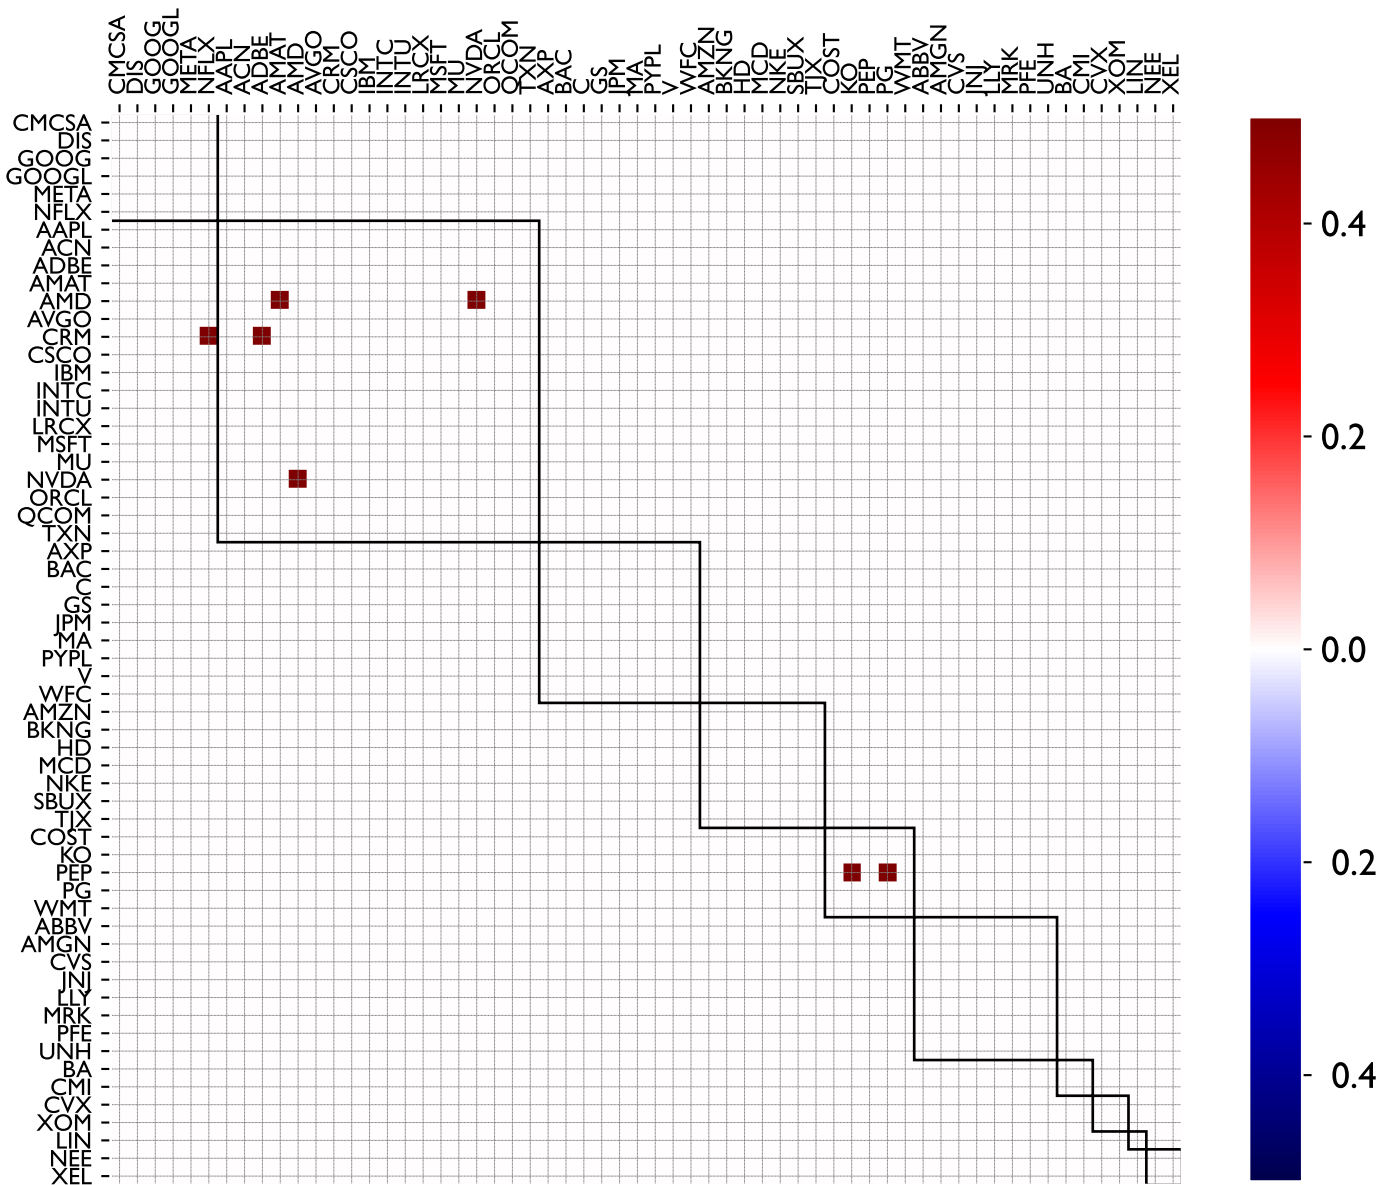 CMCSA DIS GOOG GOOGL META NFLX AAPL ACN ADBE AMAT AMD AVGO CRM CSCO IBM INTC INTU LRCX MSFT MU NVDA ORCL QCOM TXN AXP BAC C GS JPM MA PYPL V WFC AMZN BKNG HD MCD NKE SBUX TJX COST KO PEP PG WMT ABBV AMGN CVS JNJ LLY MRK PFE UNH BA CMI CVX XOM LIN NEE XEL
CMCSA
DIS
GOOG
GOOGL
META
NFLX
AAPL
ACN
ADBE
AMAT
AMD
AVGO
CRM
CSCO
IBM
INTC
INTU
LRCX
MSFT
MU
NVDA
ORCL
QCOM
TXN
AXP
BAC
C
GS
JPM
MA
PYPL
V
WFC
AMZN
BKNG
HD
MCD
NKE
SBUX
TJX
COST
KO
PEP
PG
WMT
ABBV
AMGN
CVS
JNJ
LLY
MRK
PFE
UNH
BA
CMI
CVX
XOM
LIN
NEE
XEL
0.4
0.2
0.0
0.2
0.4